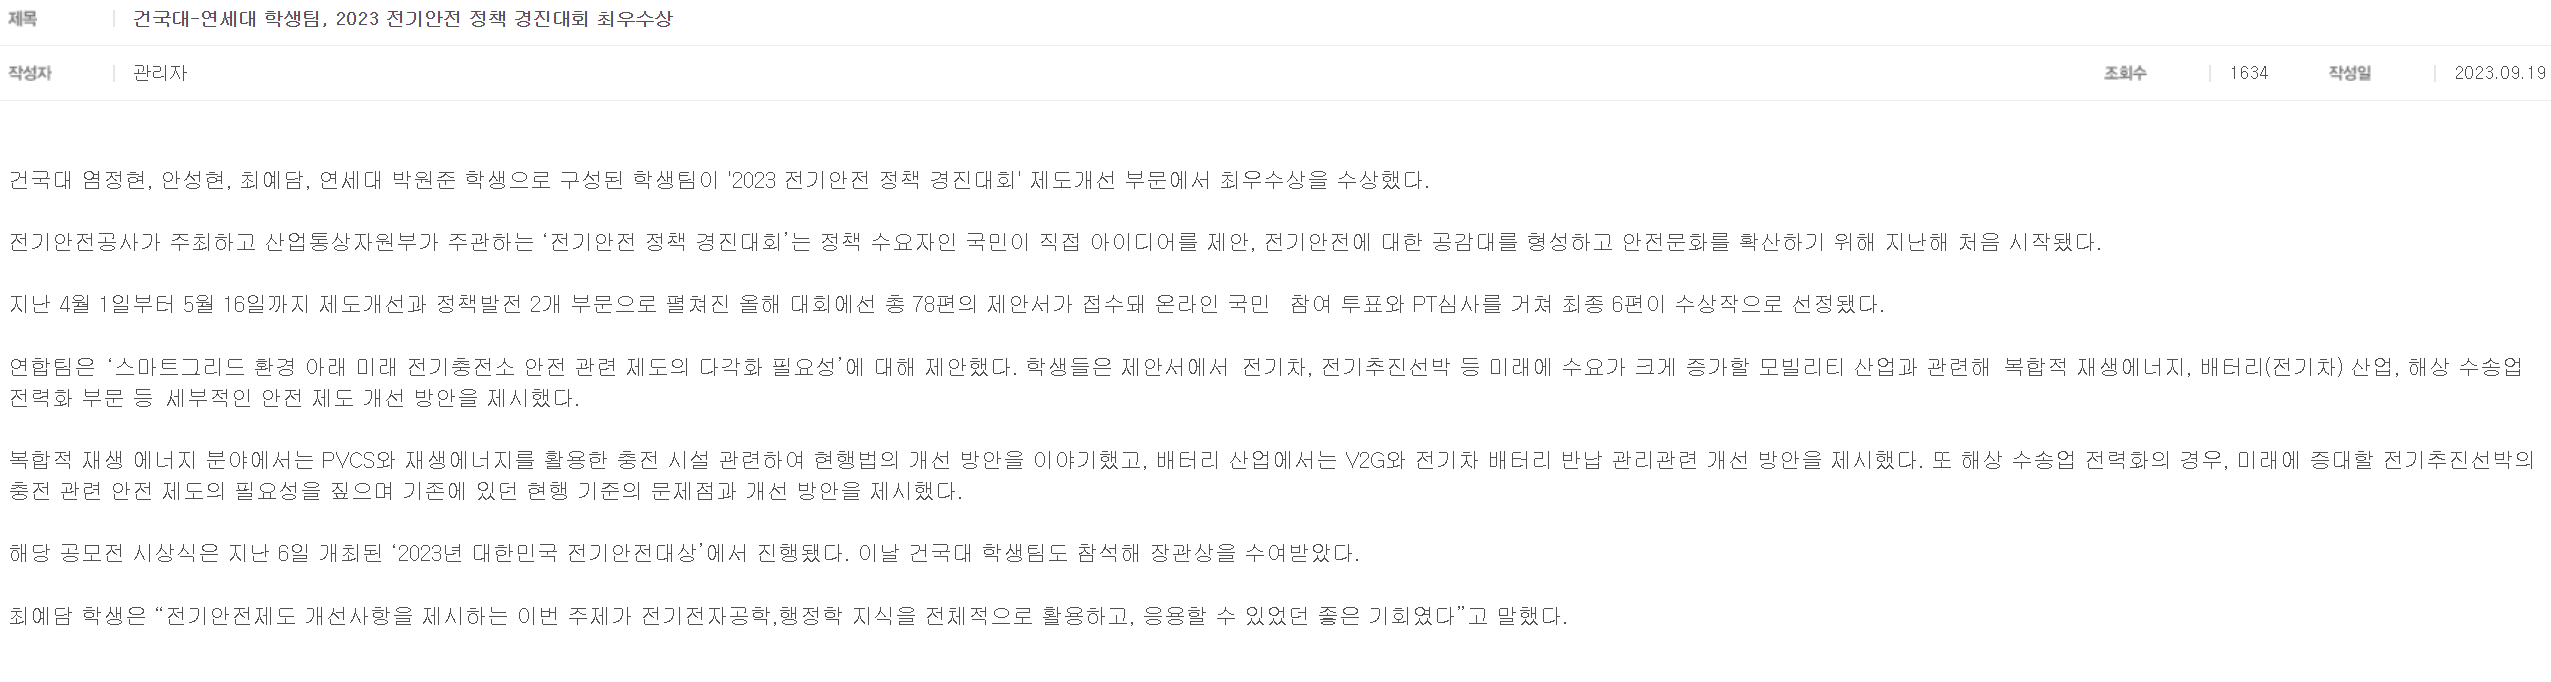 제목 건국대-연세대 학생팀, 2023 전기안전 정책 경진대회 최우수상
작성자 관리자 조회수 1634 작성일 2023.09.19
건국대 염정현, 안성현, 최예담, 연세대 박원준 학생으로 구성된 학생팀이 '2023 전기안전 정책 경진대회' 제도개선 부문에서 최우수상을 수상했다.
전기안전공사가 주최하고 산업통상자원부가 주관하는 ‘전기안전 정책 경진대회’는 정책 수요자인 국민이 직접 아이디어를 제안, 전기안전에 대한 공감대를 형성하고 안전문화를 확산하기 위해 지난해 처음 시작됐다.
지난 4월 1일부터 5월 16일까지 제도개선과 정책발전 2개 부문으로 펼쳐진 올해 대회에선 총 78편의 제안서가 접수돼 온라인 국민 참여 투표와 PT심사를 거쳐 최종 6편이 수상작으로 선정됐다.
연합팀은 ‘스마트그리드 환경 아래 미래 전기충전소 안전 관련 제도의 다각화 필요성’에 대해 제안했다. 학생들은 제안서에서 전기차, 전기추진선박 등 미래에 수요가 크게 증가할 모빌리티 산업과 관련해 복합적 재생에너지, 배터리(전기차) 산업, 해상 수송업
전력화 부문 등 세부적인 안전 제도 개선 방안을 제시했다.
복합적 재생 에너지 분야에서는 PVCS와 재생에너지를 활용한 충전 시설 관련하여 현행법의 개선 방안을 이야기했고, 배터리 산업에서는 V2G와 전기차 배터리 반납 관리관련 개선 방안을 제시했다. 또 해상 수송업 전력화의 경우, 미래에 증대할 전기추진선박의
충전 관련 안전 제도의 필요성을 짚으며 기존에 있던 현행 기준의 문제점과 개선 방안을 제시했다.
해당 공모전 시상식은 지난 6일 개최된 ‘2023년 대한민국 전기안전대상’에서 진행됐다. 이날 건국대 학생팀도 참석해 장관상을 수여받았다.
최예담 학생은 “전기안전제도 개선사항을 제시하는 이번 주제가 전기전자공학,행정학 지식을 전체적으로 활용하고, 응용할 수 있었던 좋은 기회였다”고 말했다.